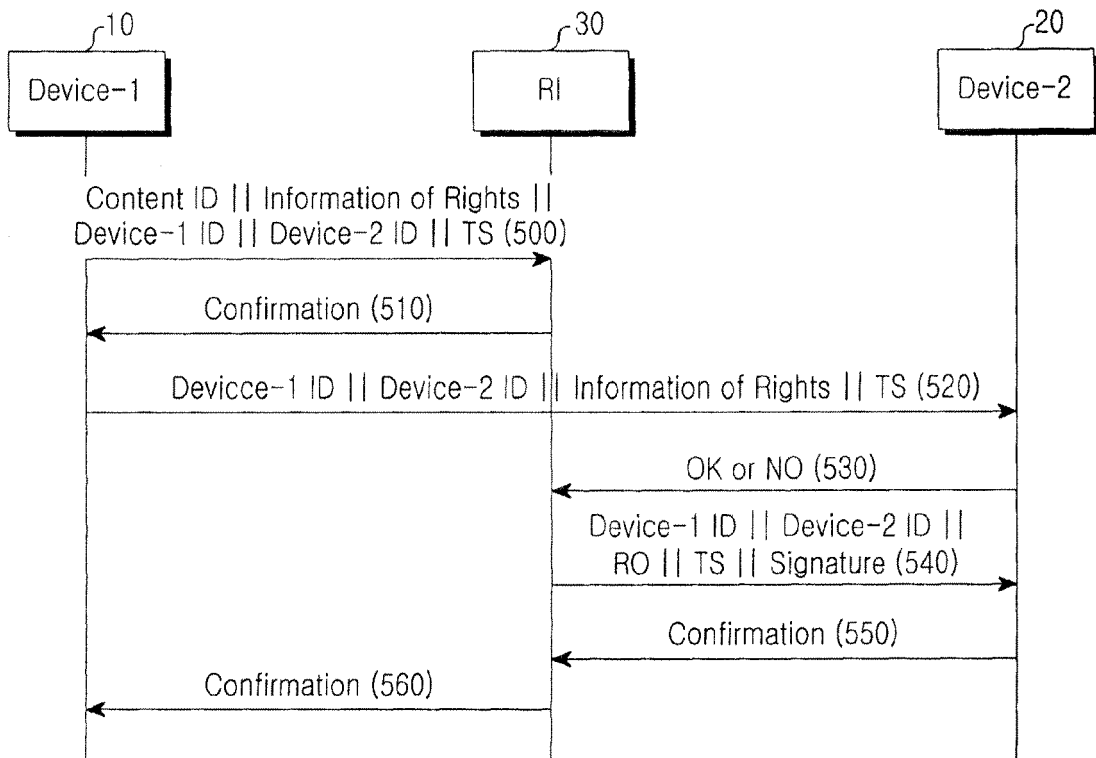 10
30
20
Device-1
RI
Device-2
Content ID || Information of Rights ||
Device-1 ID || Device-2 ID || TS (500)
Confirmation (510)
Devicce-1 ID || Device-2 ID || Information of Rights || TS (520)
OK or NO (530)
Device-1 ID || Device-2 ID ||
RO || TS || Signature (540)
Confirmation (550)
Confirmation (560)